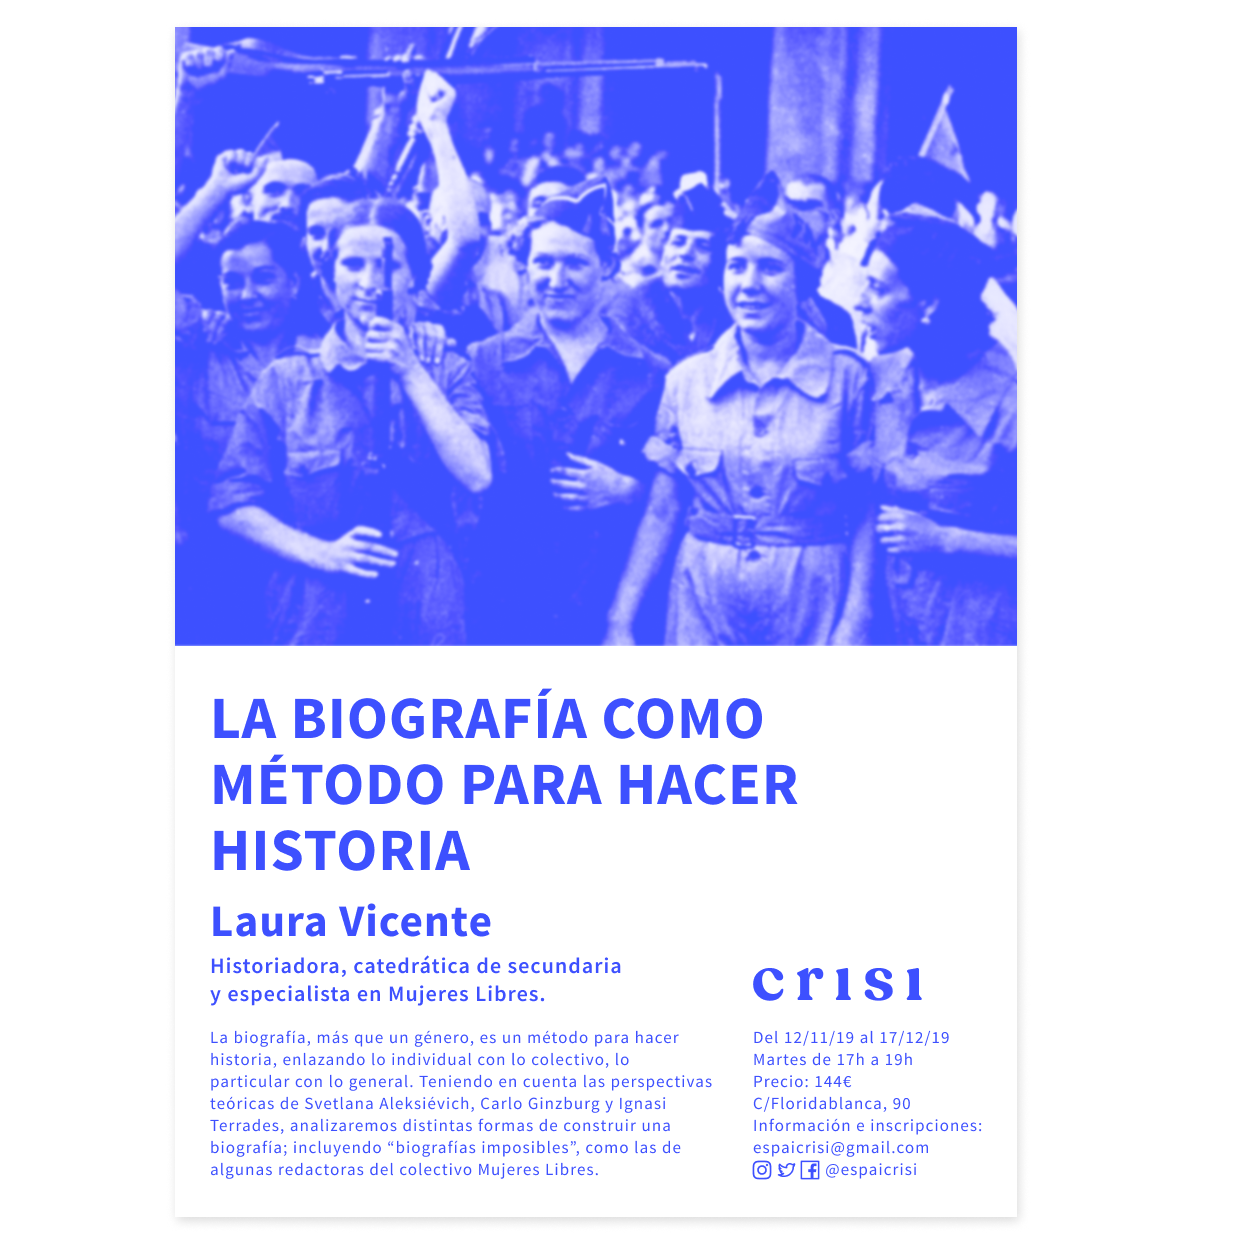 LA BIOGRAFÍA COMO
MÉTODO PARA HACER
HISTORIA
Laura Vicente
Historiadora, catedrática de secundaria
y especialista en Mujeres Libres.
La biografía, más que un género, es un método para hacer
historia, enlazando lo individual con lo colectivo, lo
particular con lo general. Teniendo en cuenta las perspectivas
teóricas de Svetlana Aleksiévich, Carlo Ginzburg y Ignasi
Terrades, analizaremos distintas formas de construir una
biografía; incluyendo “biografías imposibles”, como las de
algunas redactoras del colectivo Mujeres Libres.
crisi
Del 12/11/19 al 17/12/19
Martes de 17h a 19h
Precio: 144€
C/Floridablanca, 90
Información e inscripciones:
espaicrisi@gmail.com
@espaicrisi